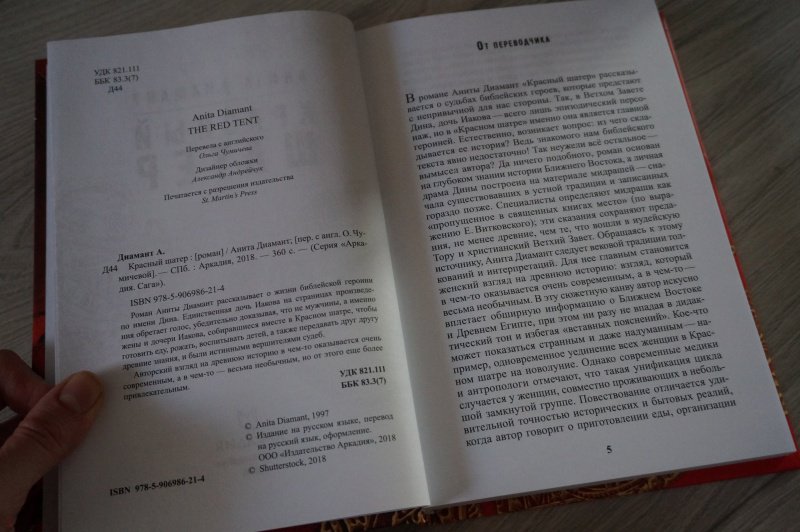 УДК 821.111
ББК 83.3(7)
Д44
Anita Diamant
THE RED TENT
Перевела с английского
Ольга Чумичева
Дизайнер обложки
Александр Андрейчук
Печатается с разрешения издательства
St. Martin's Press
Диамант А.
Д44 Красный шатер : [роман] / Анита Диамант; [пер. с англ. О.Чу-
мичевой].— СПб. : Аркадия, 2018. — 360 с. — (Серия «Арка-
дия. Сага»).
ISBN 978-5-906986-21-4
Роман Аниты Диамант рассказывает о жизни библейской героини
по имени Дина. Единственная дочь Иакова на страницах произведе-
ния обретает голос, убедительно доказывая, что не мужчины, а именно
жены и дочери Иакова, собиравшиеся вместе в Красном шатре, чтобы
готовить еду, рожать, воспитывать детей, а также передавать друг другу
древние знания, и были истинными вершителями судеб.
Авторский взгляд на древнюю историю в чем-то оказывается очень
современным, а в чем-то — весьма необычным, но от этого еще более
привлекательным.
УДК 821.111
ББК 83.3(7)
© Anita Diamant, 1997
© Издание на русском языке, перевод
на русский язык, оформление.
ООО «Издательство Аркадия», 2018
© Shutterstock, 2018
ISBN 978-5-906986-21-4
От переводчика
В романе Аниты Диамант «Красный шатер» рассказы-
вается о судьбах библейских героев, которые предстают
с непривычной для нас стороны. Так, в Ветхом Завете
Дина, дочь Иакова — всего лишь эпизодический персо-
наж, но в «Красном шатре» именно она является главной
героиней. Естественно, возникает вопрос: из чего скла-
дывается ее история? Ведь знакомого нам библейского
текста явно недостаточно! Так неужели всё остальное —
вымысел автора? Да ничего подобного, роман основан
на глубоком знании истории Ближнего Востока, а личная
драма Дины построена на материале мидрашей — сна-
чала существовавших в устной традиции и записанных
гораздо позже. Специалисты определяют мидраши как
«пропущенное в священных книгах место» (по выра-
жению Е. Витковского); эти сказания сохраняют преда-
ния, не менее древние, чем те, что вошли в иудейскую
Тору и христианский Ветхий Завет. Обращаясь к этому
источнику, Анита Диамант следует вековой традиции тол-
кований и интерпретаций. Для нее главным становится
женский взгляд на древнюю историю: взгляд, который
в чем-то оказывается очень современным, а в чем-то —
весьма необычным. В эту сюжетную канву автор искусно
вплетает обширную информацию о Ближнем Востоке
и Древнем Египте, при этом ни разу не впадая в дидак-
тический тон и избегая «вставных пояснений». Кое-что
может показаться странным и даже надуманным — на-
пример, одновременное уединение всех женщин в Крас-
ном шатре на новолуние. Однако современные медики
и антропологи отмечают, что такая унификация цикла
случается у женщин, совместно проживающих в неболь-
шой замкнутой группе. Повествование отличается уди-
вительной точностью исторических и бытовых реалий,
когда автор говорит о приготовлении еды, организации
5